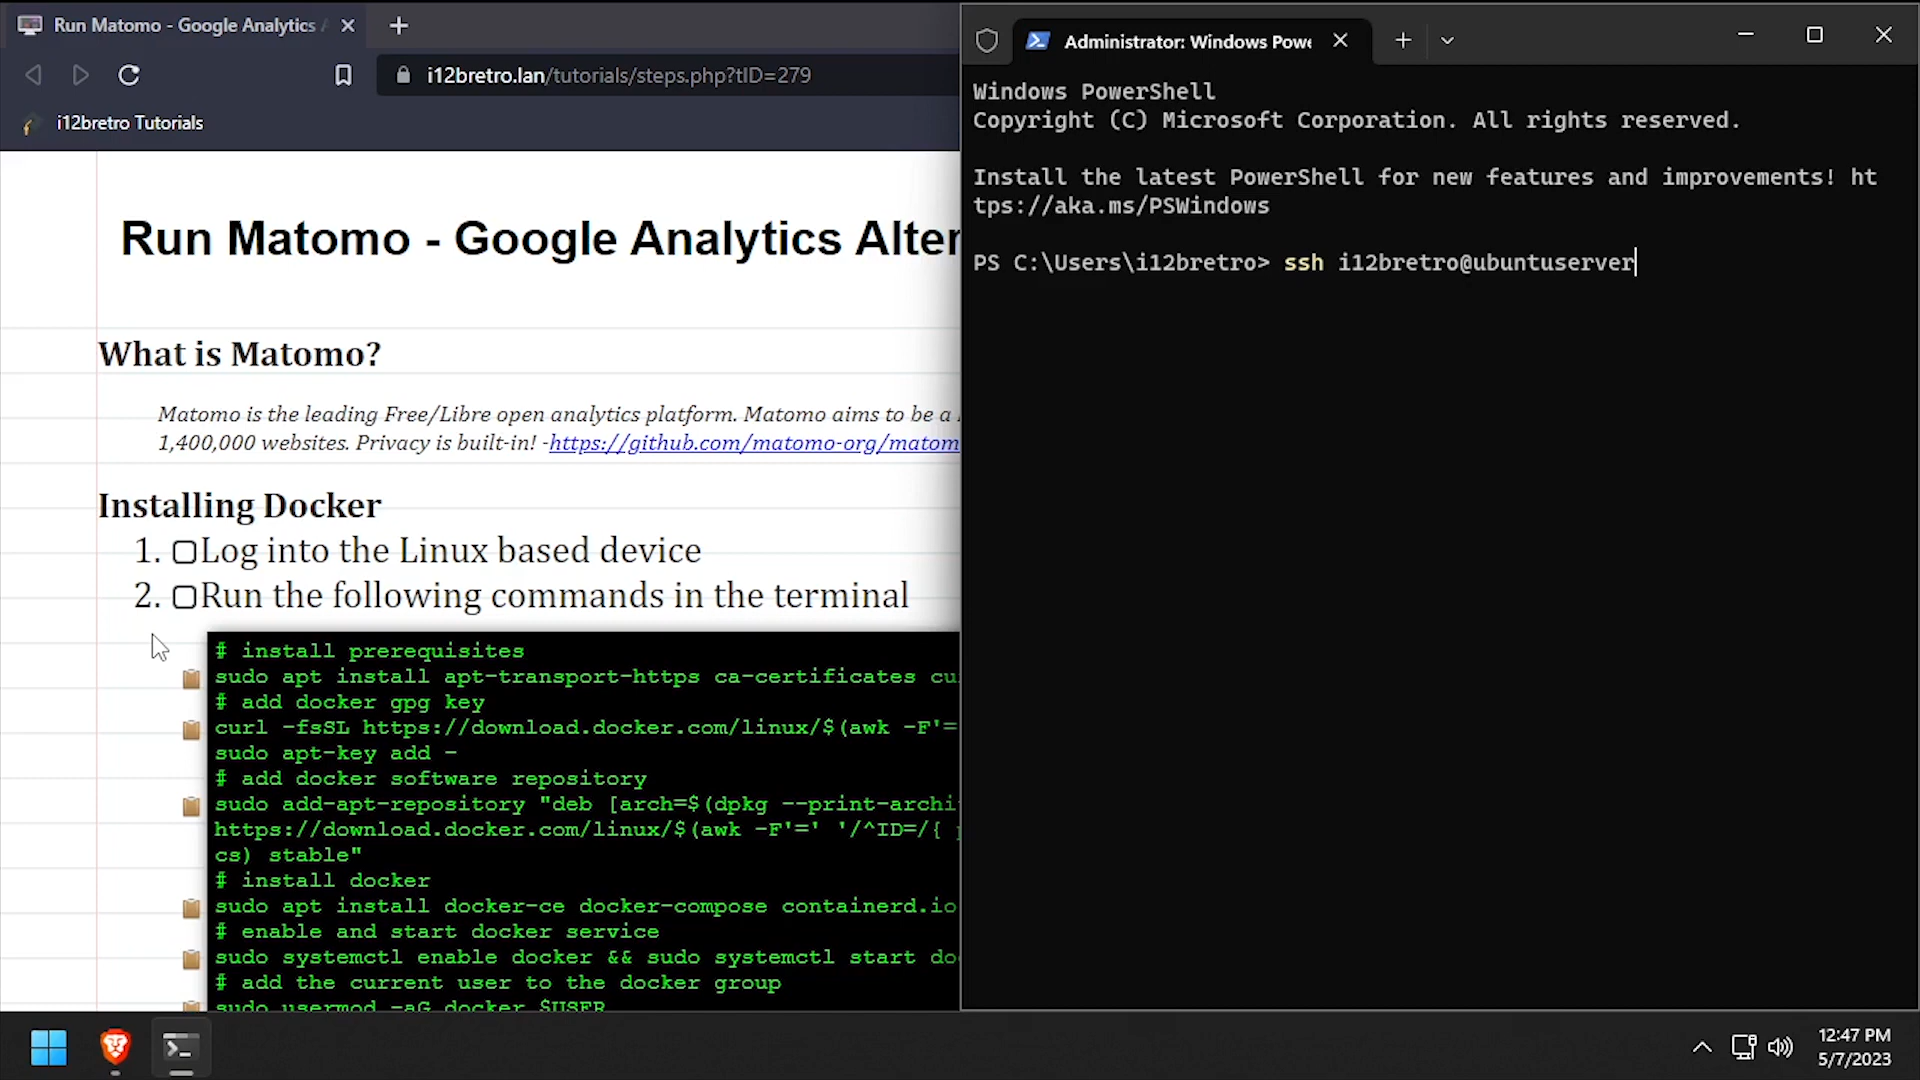 Run Matomo - Google Analytics
i12bretro.lan/tutorials/steps.php?tID=279
i12bretro Tutorials
Run Matomo - Google Analytics Alter
What is Matomo?
Matomo is the leading Free/Libre open analytics platform. Matomo aims to be a
1,400,000 websites. Privacy is built-in! -https://github.com/matomo-org/matom
Installing Docker
1. Log into the Linux based device
2. Run the following commands in the terminal
# install prerequisites
sudo apt install apt-transport-https ca-certificates cu
# add docker gpg key
curl -fsSL https://download.docker.com/linux/$(awk -F'=
sudo apt-key add -
# add docker software repository
sudo add-apt-repository "deb [arch=$(dpkg --print-archi
https://download.docker.com/linux/$(awk -F'=' '/^ID=/{
cs) stable"
# install docker
sudo apt install docker-ce docker-compose containerd.io
# enable and start docker service
sudo systemctl enable docker && sudo systemctl start do
# add the current user to the docker group
sudo usermod -aG docker $USER
Administrator: Windows Powe
Windows PowerShell
Copyright (C) Microsoft Corporation. All rights reserved.
Install the latest PowerShell for new features and improvements! ht
tps://aka.ms/PSWindows
PS C:\Users\i12bretro> ssh i12bretro@ubuntuserver
12:47 PM
5/7/2023